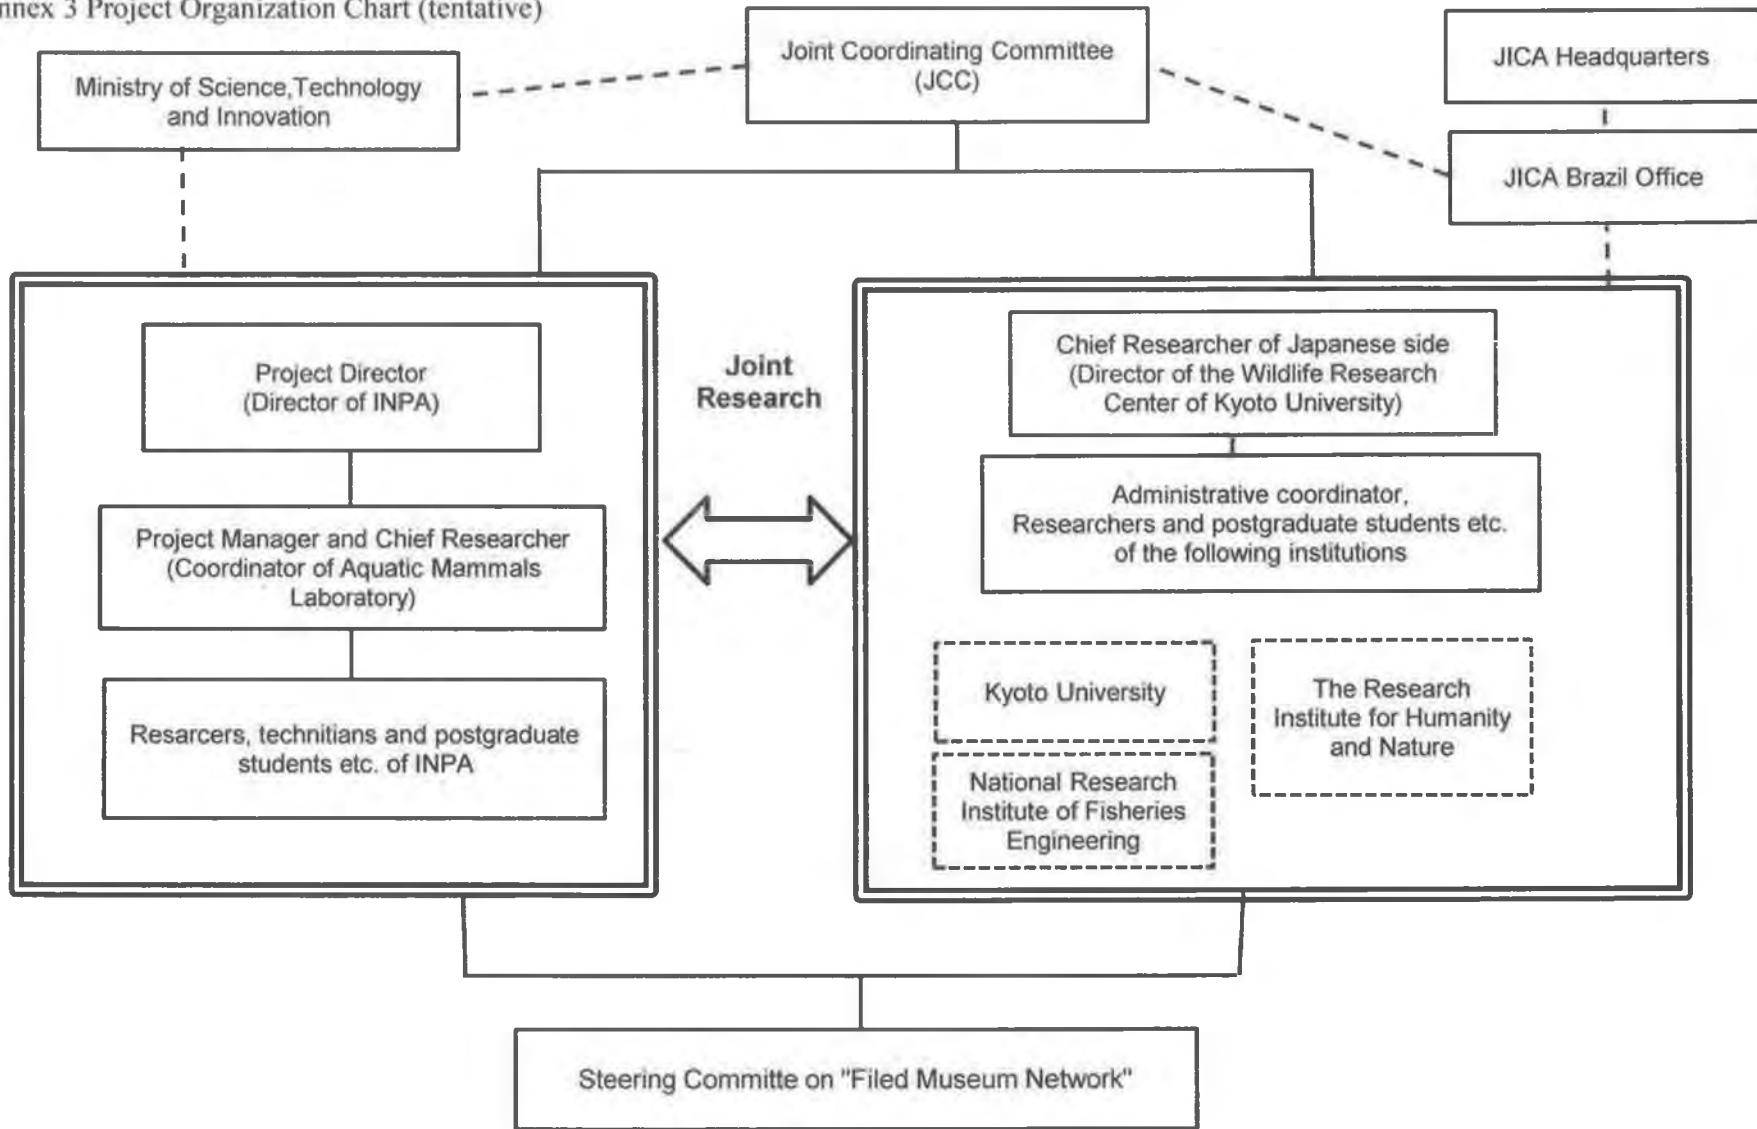 nnex 3 Project Organization Chart (tentative)
Joint Coordinating Committee
(JCC)
JICA Headquarters
Ministry of Science,Technology
and Innovation
JICA Brazil Office
Project Director
(Director of INPA)
Joint
Research
Chief Researcher of Japanese side
(Director of the Wildlife Research
Center of Kyoto University)
Project Manager and Chief Researcher
(Coordinator of Aquatic Mammals
Laboratory)
Administrative coordinator,
Researchers and postgraduate students etc.
of the following institutions
Resarcers, technitians and postgraduate
students etc. of INPA
Kyoto University
The Research
Institute for Humanity
and Nature
National Research
Institute of Fisheries
Engineering
Steering Committe on "Filed Museum Network"